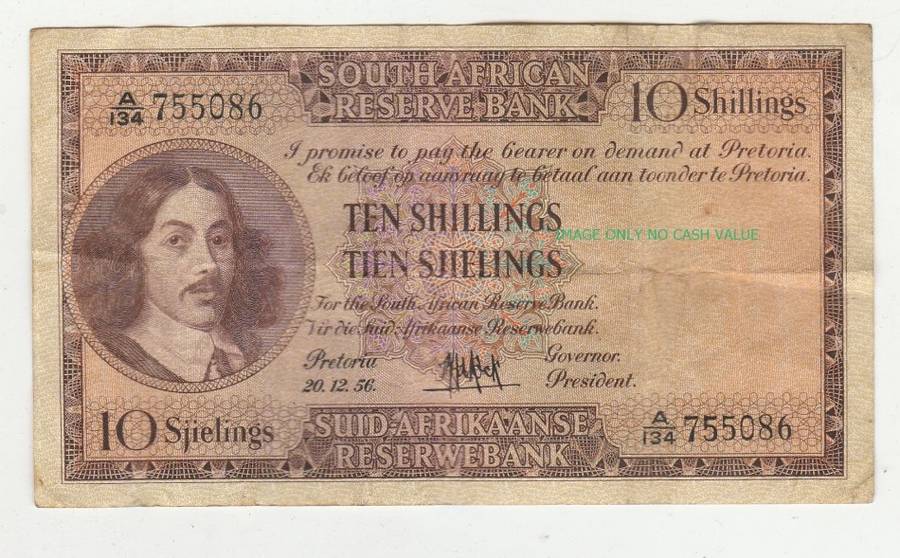 SOUTH AFRICAN
RESERVE BANK
A/134 755086
10 Shillings
I promise to pay the bearer on demand at Pretoria.
Ek beloof op aanvraag te betaal aan toonder te Pretoria.
TEN SHILLINGS
IMAGE ONLY NO CASH VALUE
TIEN SJIELINGS
For the South African Reserve Bank.
Vir die Suid-Afrikaanse Reserwebank.
Pretoria
20.12.56.
Governor.
President.
10 Sjielings
SUID-AFRIKAANSE
RESERWEBANK
A/134 755086